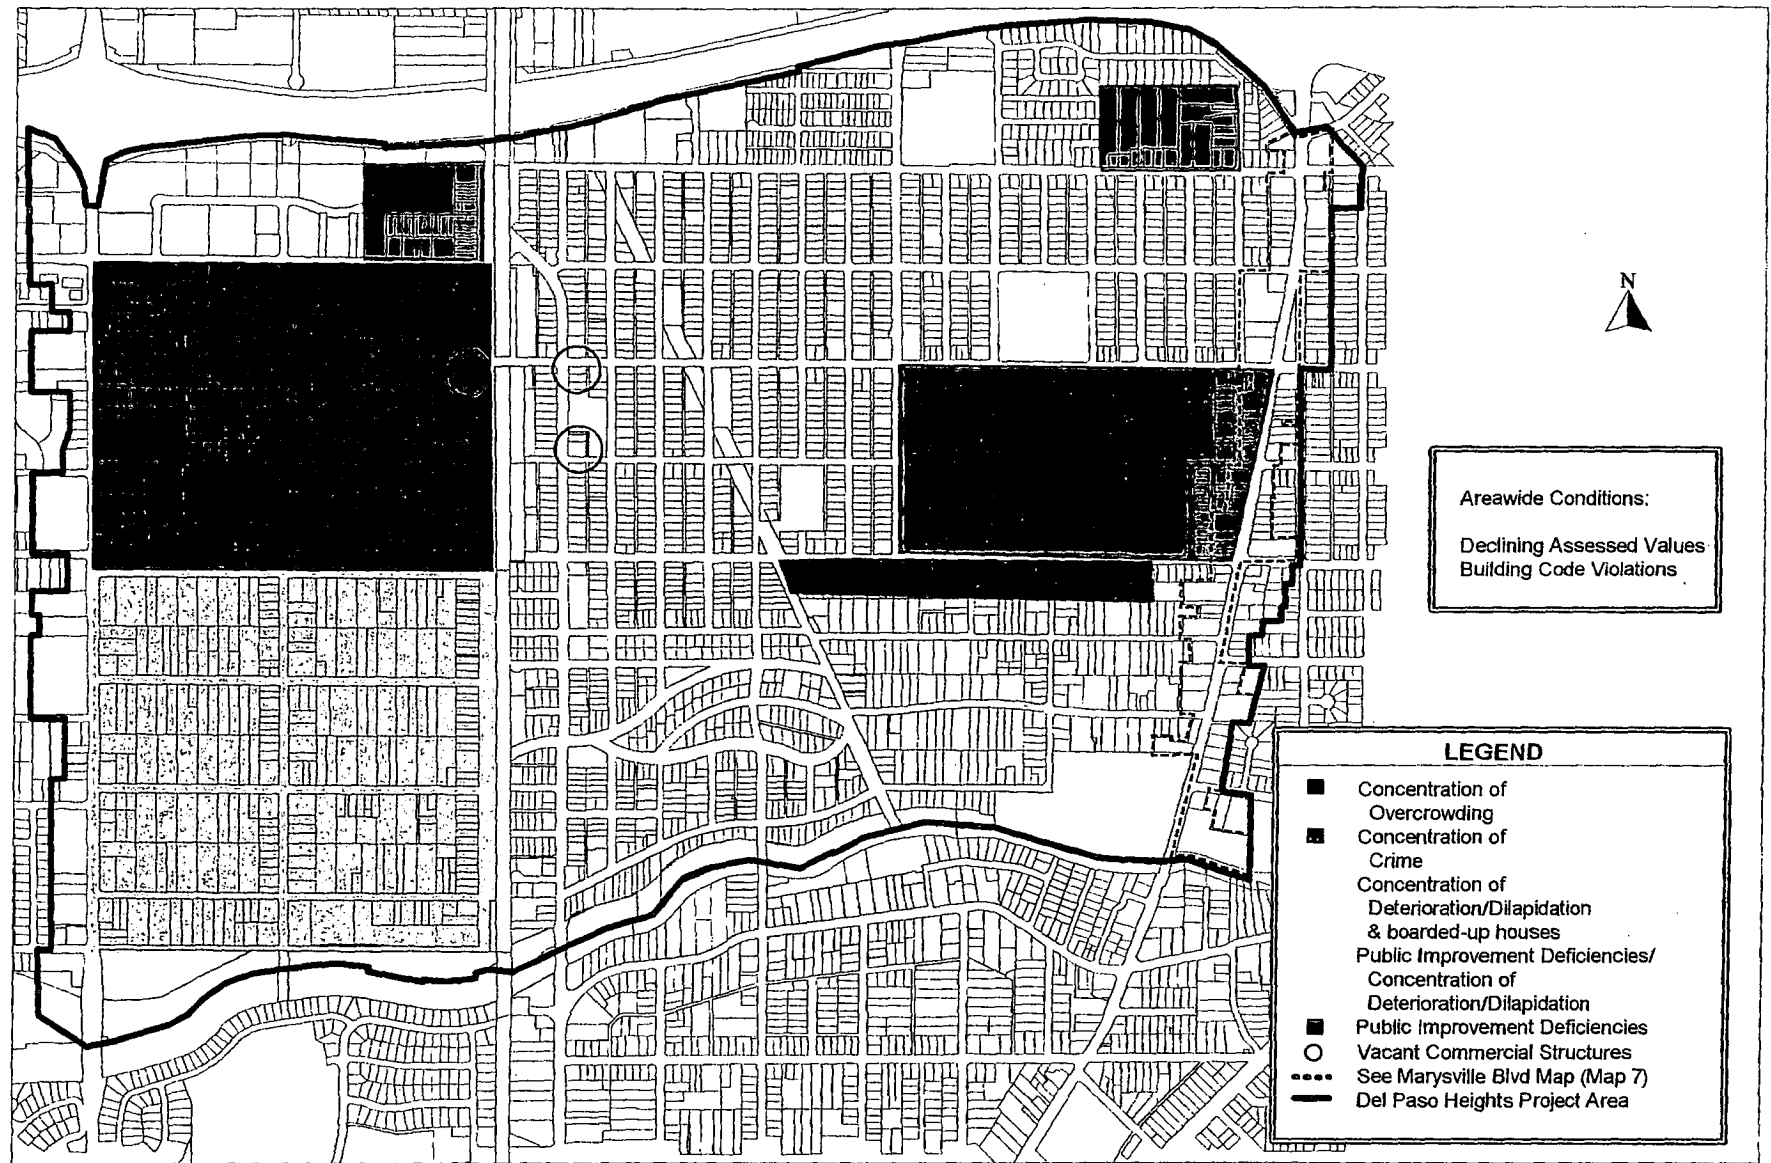 N
Areawide Conditions:
Declining Assessed Values
Building Code Violations
LEGEND
Concentration of
Overcrowding
Concentration of
Crime
Concentration of
Deterioration/Dilapidation
& boarded-up houses
Public Improvement Deficiencies/
Concentration of
Deterioration/Dilapidation
Public Improvement Deficiencies
Vacant Commercial Structures
See Marysville Blvd Map (Map 7)
Del Paso Heights Project Area